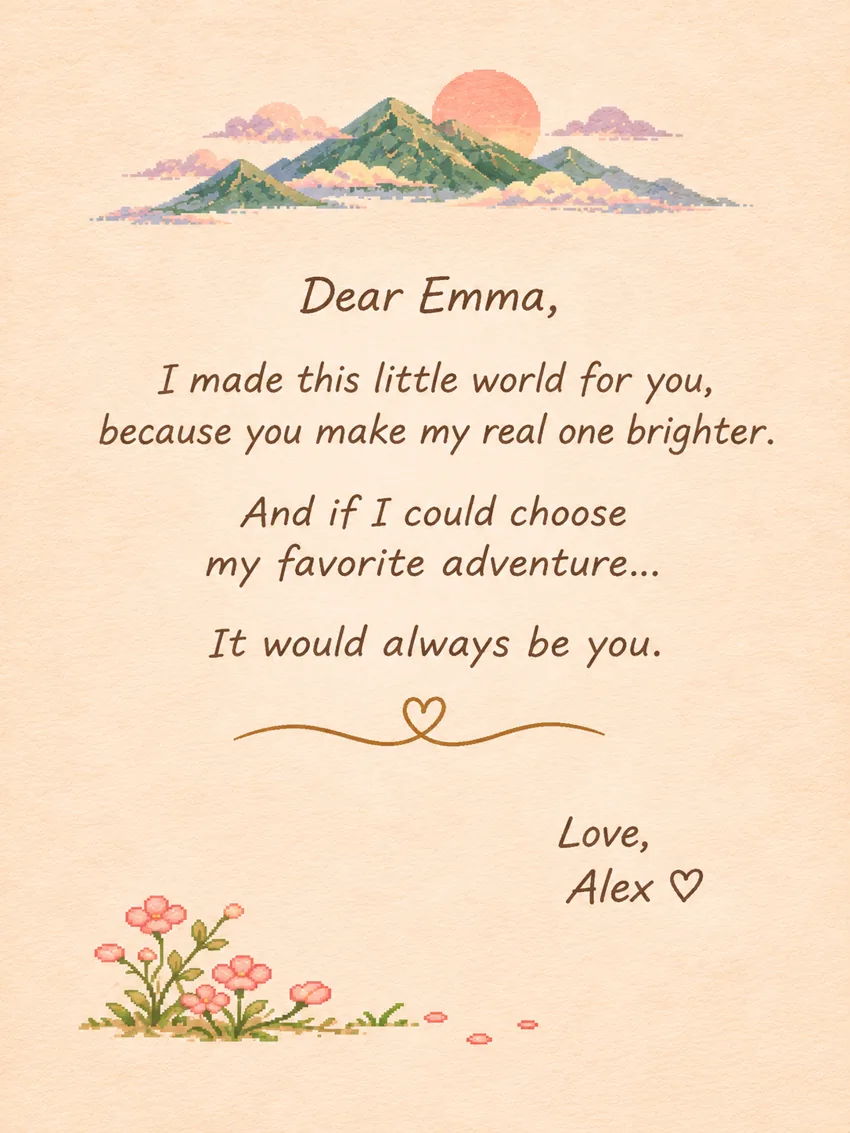 Dear Emma,
I made this little world for you,
because you make my real one brighter.
And if I could choose
my favorite adventure...
It would always be you.
Love,
Alex ♡